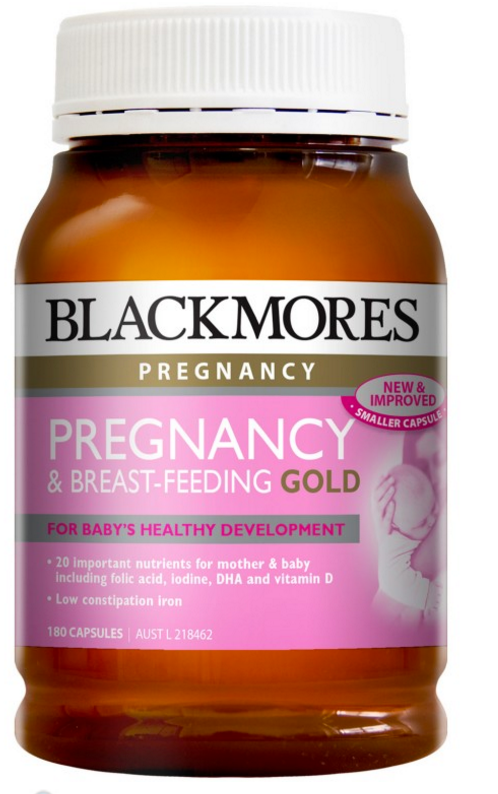 BLACKMORES
PREGNANCY
NEW &
IMPROVED
• SMALLER CAPSULE
PREGNANCY
& BREAST-FEEDING GOLD
FOR BABY'S HEALTHY DEVELOPMENT
• 20 important nutrients for mother & baby
including folic acid, iodine, DHA and vitamin D
• Low constipation iron
180 CAPSULES | AUST L 218462